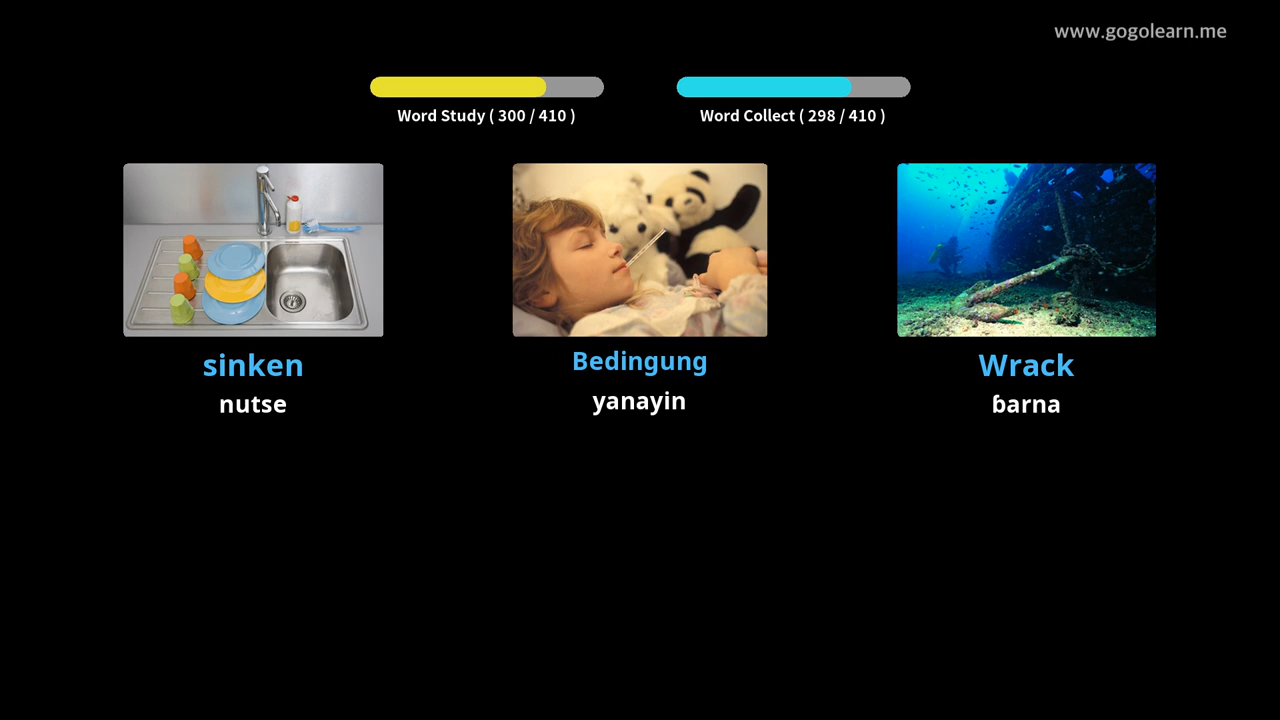 www.gogolearn.me
Word Study ( 300 / 410 )
Word Collect ( 298 / 410 )
sinken
nutse
Bedingung
yanayin
Wrack
ɓarna